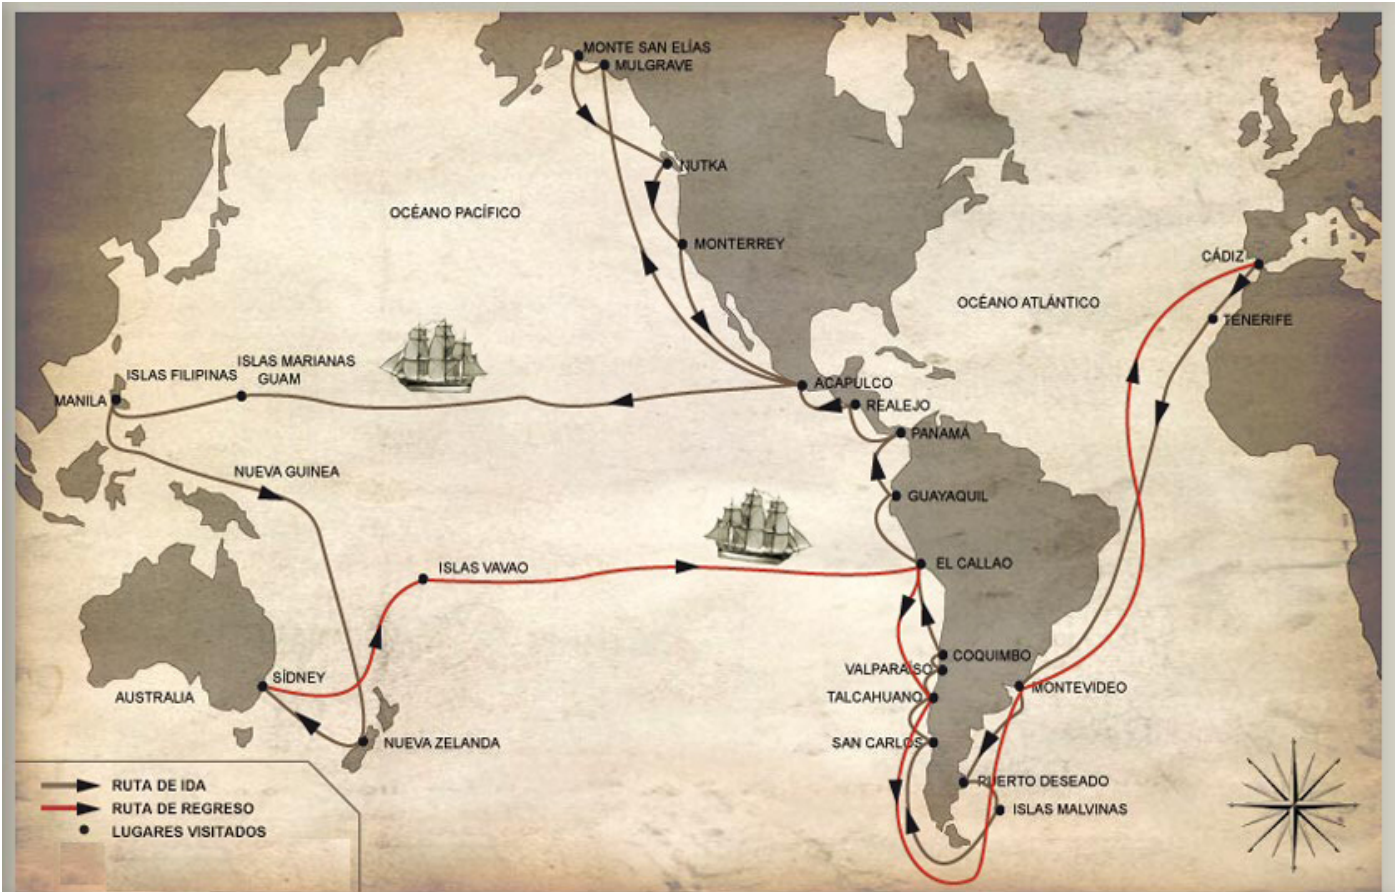 MONTE SAN ELÍAS
MULGRAVE
NUTKA
OCÉANO PACÍFICO
MONTERREY
CÁDIZ
OCÉANO ATLÁNTICO
TENERIFE
ISLAS MARIANAS
GUAM
ISLAS FILIPINAS
MANILA
ACAPULCO
REALEJO
PANAMÁ
NUEVA GUINEA
GUAYAQUIL
ISLAS VAVAO
EL CALLAO
COQUIMBO
VALPARAÍSO
SÍDNEY
AUSTRALIA
TALCAHUANO
MONTEVIDEO
NUEVA ZELANDA
SAN CARLOS
PUERTO DESEADO
ISLAS MALVINAS
RUTA DE IDA
RUTA DE REGRESO
LUGARES VISITADOS